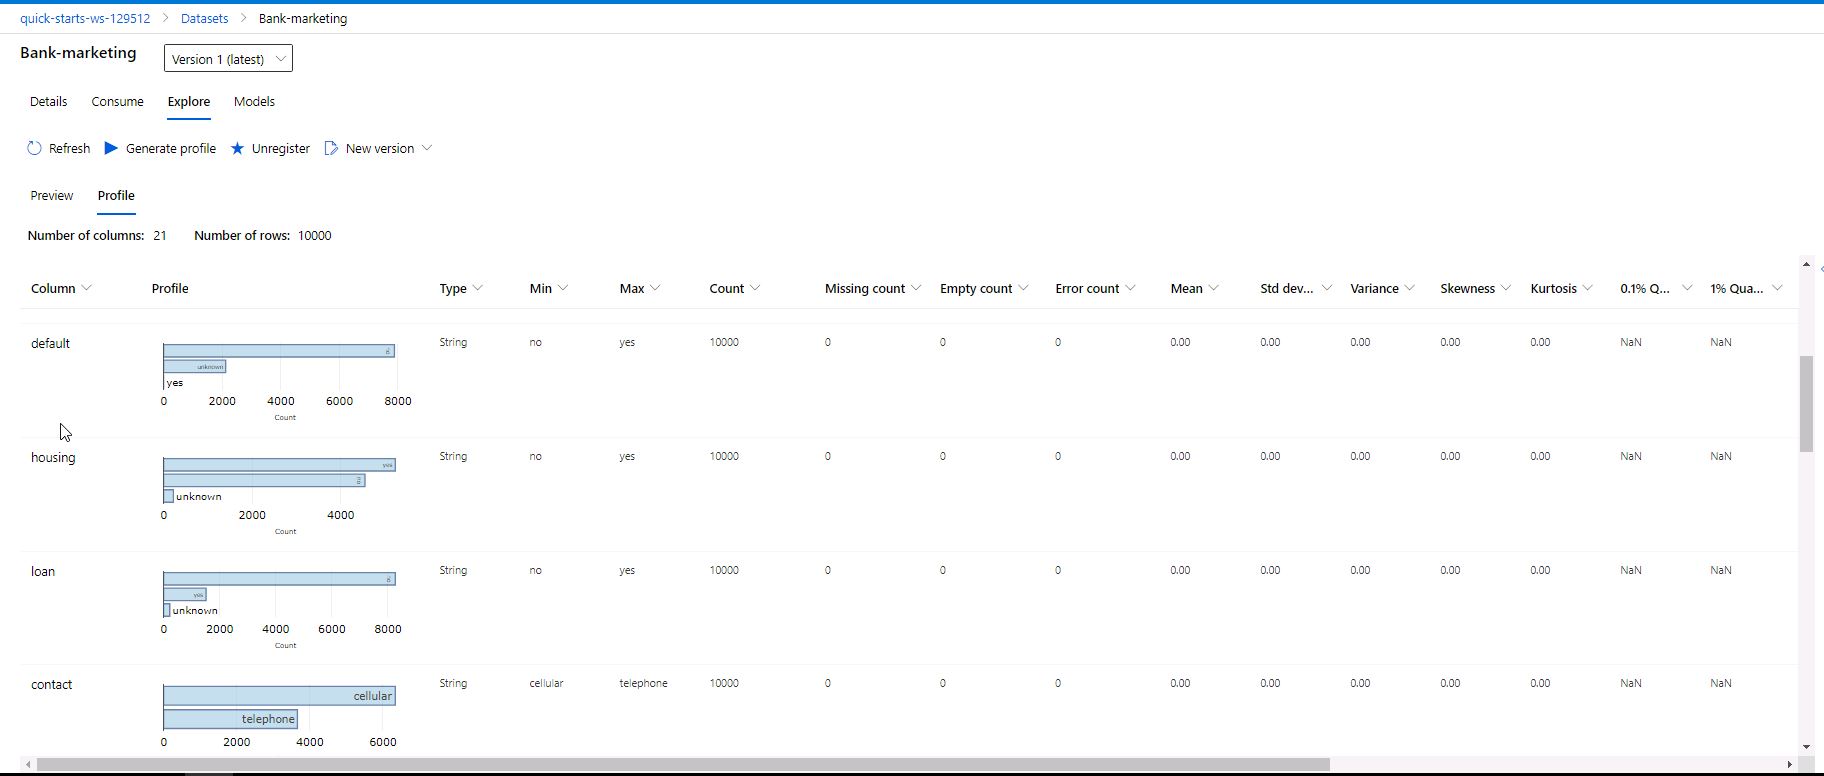 quick-starts-ws-129512 > Datasets > Bank-marketing
Bank-marketing Version 1 (latest)
Details Consume Explore Models
Refresh Generate profile Unregister New version
Preview Profile
Number of columns: 21 Number of rows: 10000
Column Profile Type Min Max Count Missing count Empty count Error count Mean Std dev... Variance Skewness Kurtosis 0.1% Q... 1% Qua...
default String no yes 10000 0 0 0 0.00 0.00 0.00 0.00 0.00 NaN NaN
no
unknown
yes
0 2000 4000 6000 8000
Count
housing String no yes 10000 0 0 0 0.00 0.00 0.00 0.00 0.00 NaN NaN
yes
no
unknown
0 2000 4000
Count
loan String no yes 10000 0 0 0 0.00 0.00 0.00 0.00 0.00 NaN NaN
no
yes
unknown
0 2000 4000 6000 8000
Count
contact String cellular telephone 10000 0 0 0 0.00 0.00 0.00 0.00 0.00 NaN NaN
cellular
telephone
0 2000 4000 6000